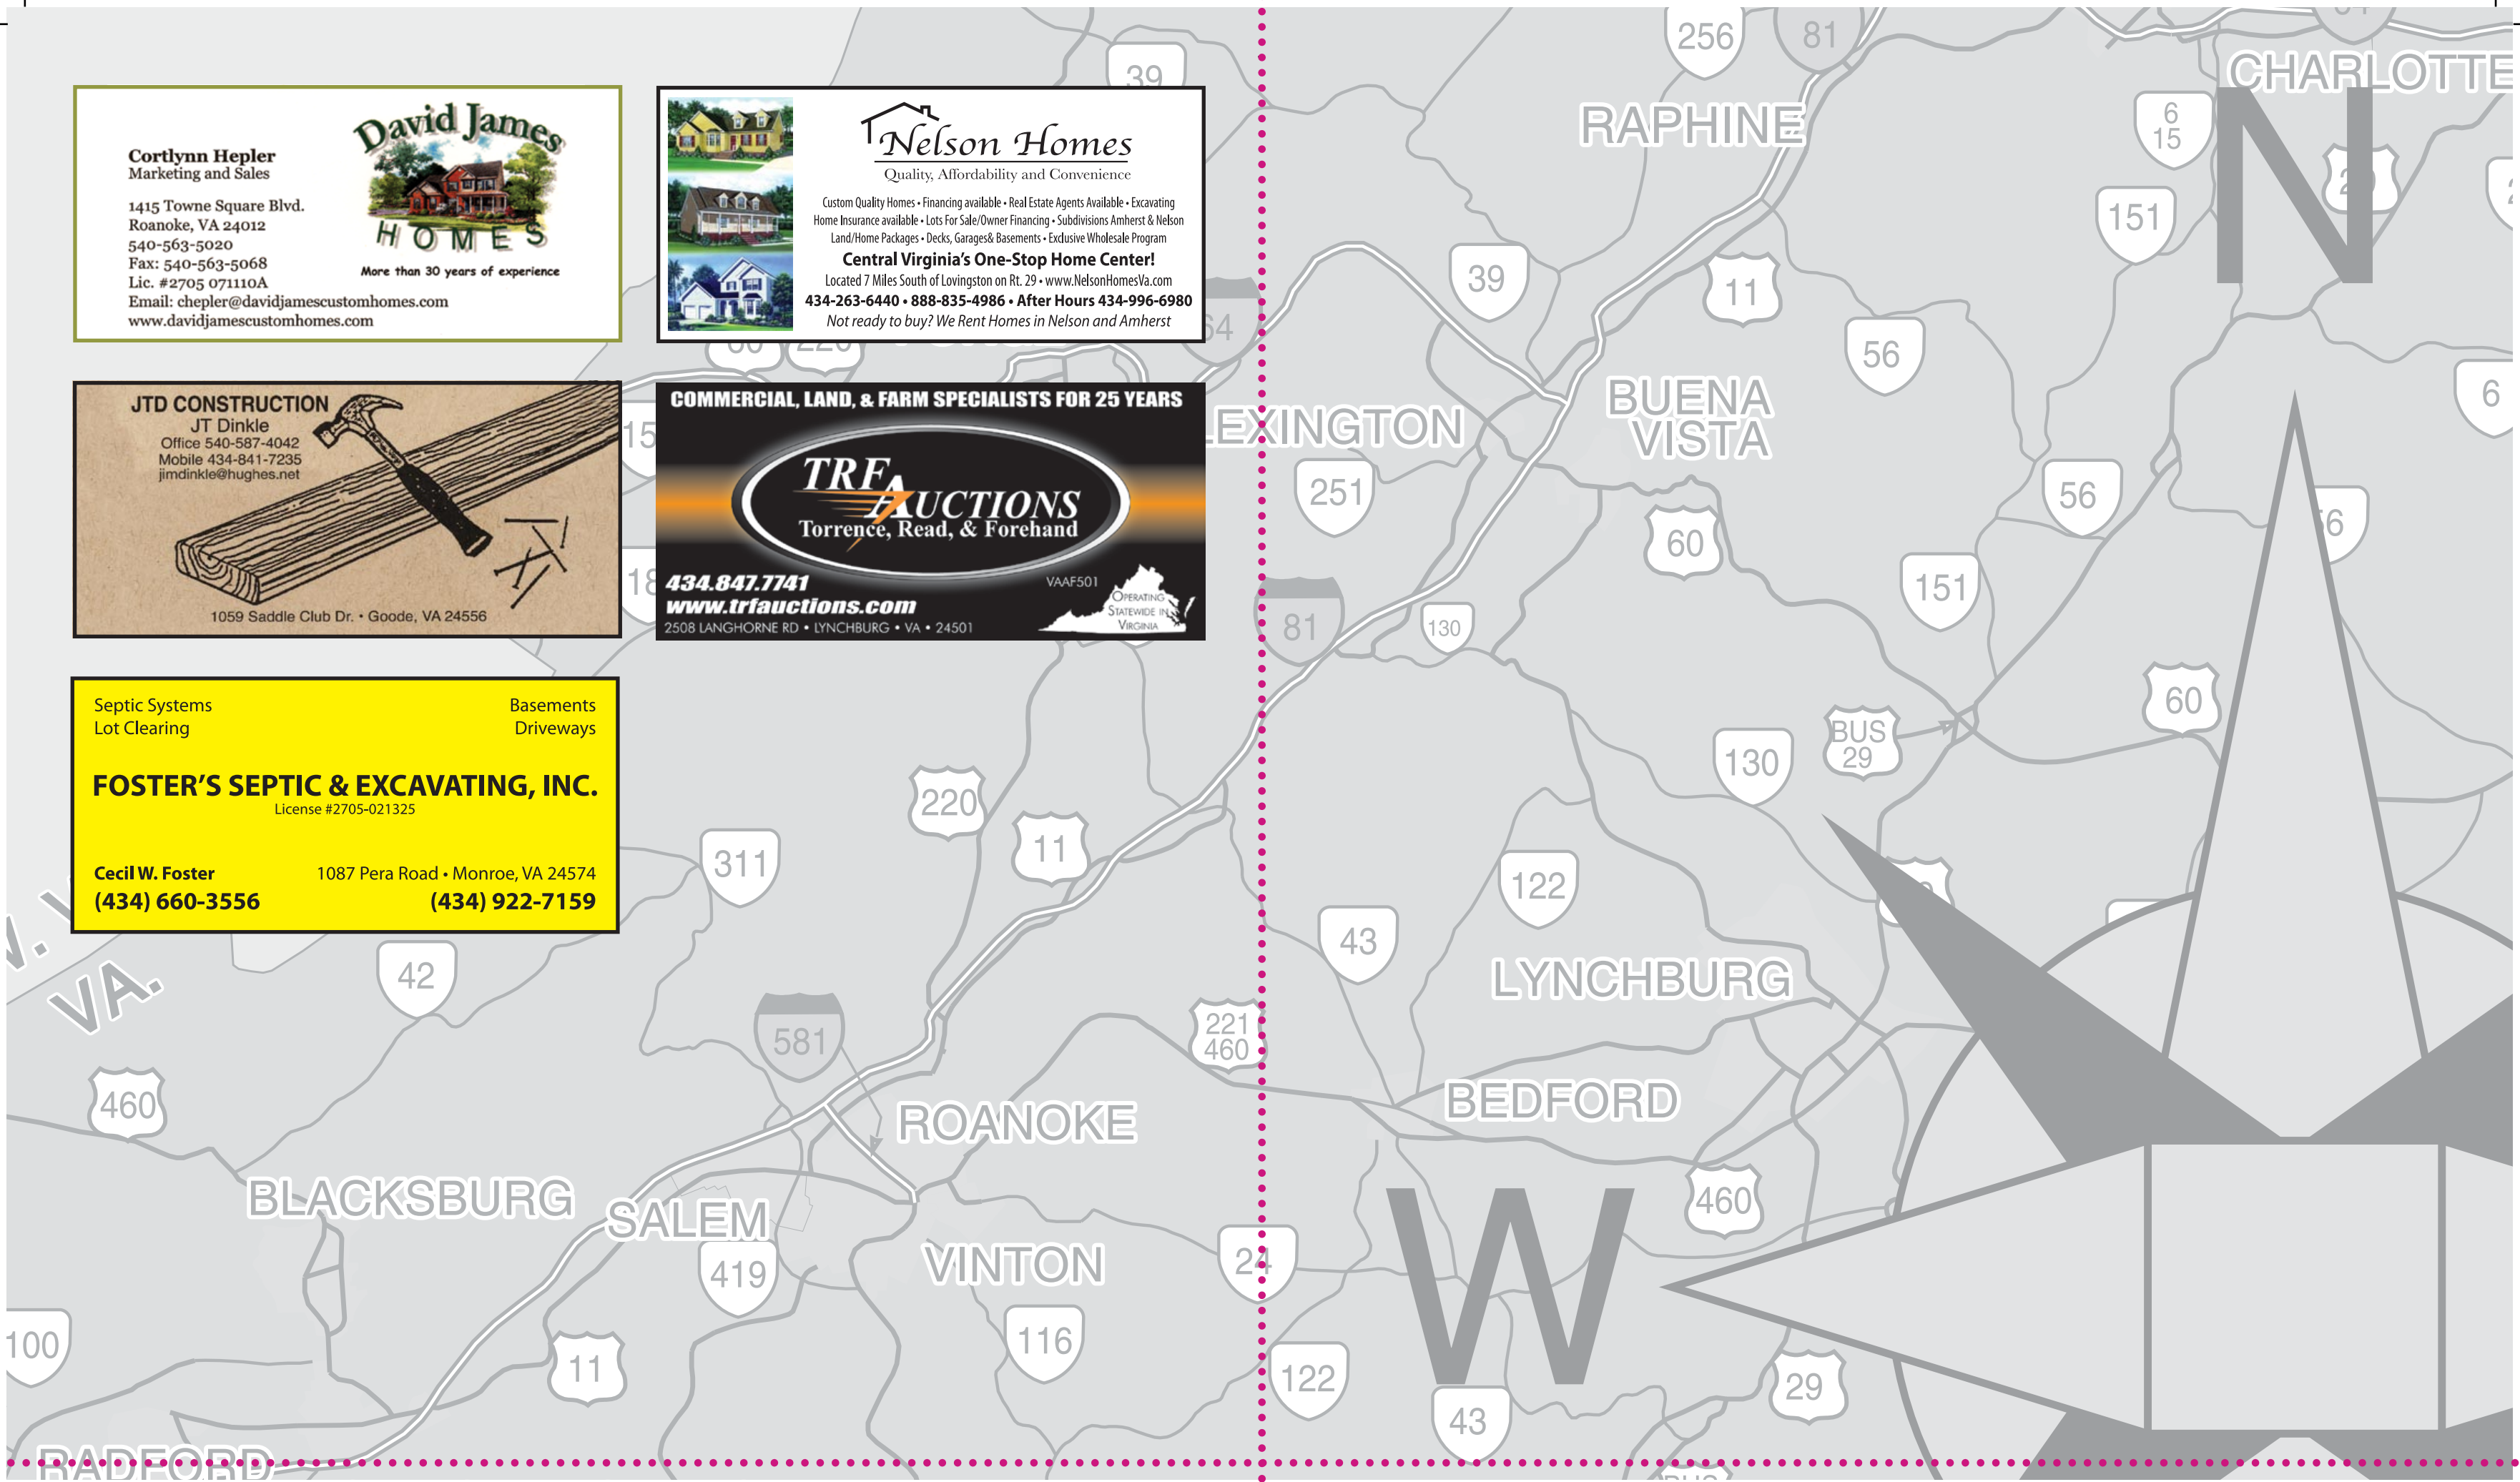 Cortlynn Hepler
Marketing and Sales
1415 Towne Square Blvd.
Roanoke, VA 24012
540-563-5020
Fax: 540-563-5068
Lic. #2705 071110A
Email: chepler@davidjamescustomhomes.com
www.davidjamescustomhomes.com
David James
HOMES
More than 30 years of experience
Nelson Homes
Quality, Affordability and Convenience
Custom Quality Homes • Financing available • Real Estate Agents Available • Excavating
Home Insurance available • Lots For Sale/Owner Financing • Subdivisions Amherst & Nelson
Land/Home Packages • Decks, Garages& Basements • Exclusive Wholesale Program
Central Virginia's One-Stop Home Center!
Located 7 Miles South of Lovingston on Rt. 29 • www.NelsonHomesVa.com
434-263-6440 • 888-835-4986 • After Hours 434-996-6980
Not ready to buy? We Rent Homes in Nelson and Amherst
JTD CONSTRUCTION
JT Dinkle
Office 540-587-4042
Mobile 434-841-7235
jimdinkle@hughes.net
1059 Saddle Club Dr. • Goode, VA 24556
COMMERCIAL, LAND, & FARM SPECIALISTS FOR 25 YEARS
TRF AUCTIONS
Torrence, Read, & Forehand
434.847.7741
www.trfauctions.com
2508 LANGHORNE RD • LYNCHBURG • VA • 24501
VAAF501
OPERATING
STATEWIDE IN
VIRGINIA
Septic Systems
Lot Clearing
Basements
Driveways
FOSTER'S SEPTIC & EXCAVATING, INC.
License #2705-021325
Cecil W. Foster
(434) 660-3556
1087 Pera Road • Monroe, VA 24574
(434) 922-7159
39
256
81
CHARLOTTE
RAPHINE
6
15
N
151
39
11
64
56
6
LEXINGTON
BUENA
VISTA
251
56
60
151
81
130
60
BUS
29
130
220
11
311
122
43
VA.
42
LYNCHBURG
581
221
460
460
BEDFORD
ROANOKE
BLACKSBURG
SALEM
460
W
VINTON
24
419
100
116
11
122
29
43
RADFORD